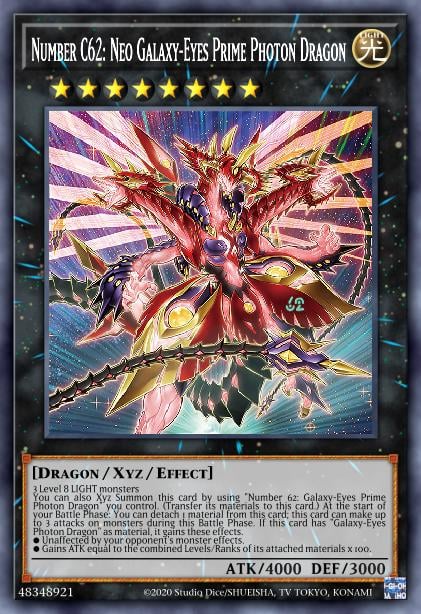 Number C62: Neo Galaxy-Eyes Prime Photon Dragon
LIGHT
光
62
[Dragon / Xyz / Effect]
3 Level 8 LIGHT monsters
You can also Xyz Summon this card by using "Number 62: Galaxy-Eyes Prime
Photon Dragon" you control. (Transfer its materials to this card.) At the start of
your Battle Phase: You can detach 1 material from this card; this card can make up
to 3 attacks on monsters during this Battle Phase. If this card has "Galaxy-Eyes
Photon Dragon" as material, it gains these effects.
● Unaffected by your opponent's monster effects.
● Gains ATK equal to the combined Levels/Ranks of its attached materials x 100.
ATK/4000 DEF/3000
48348921
©2020 Studio Dice/SHUEISHA, TV TOKYO, KONAMI